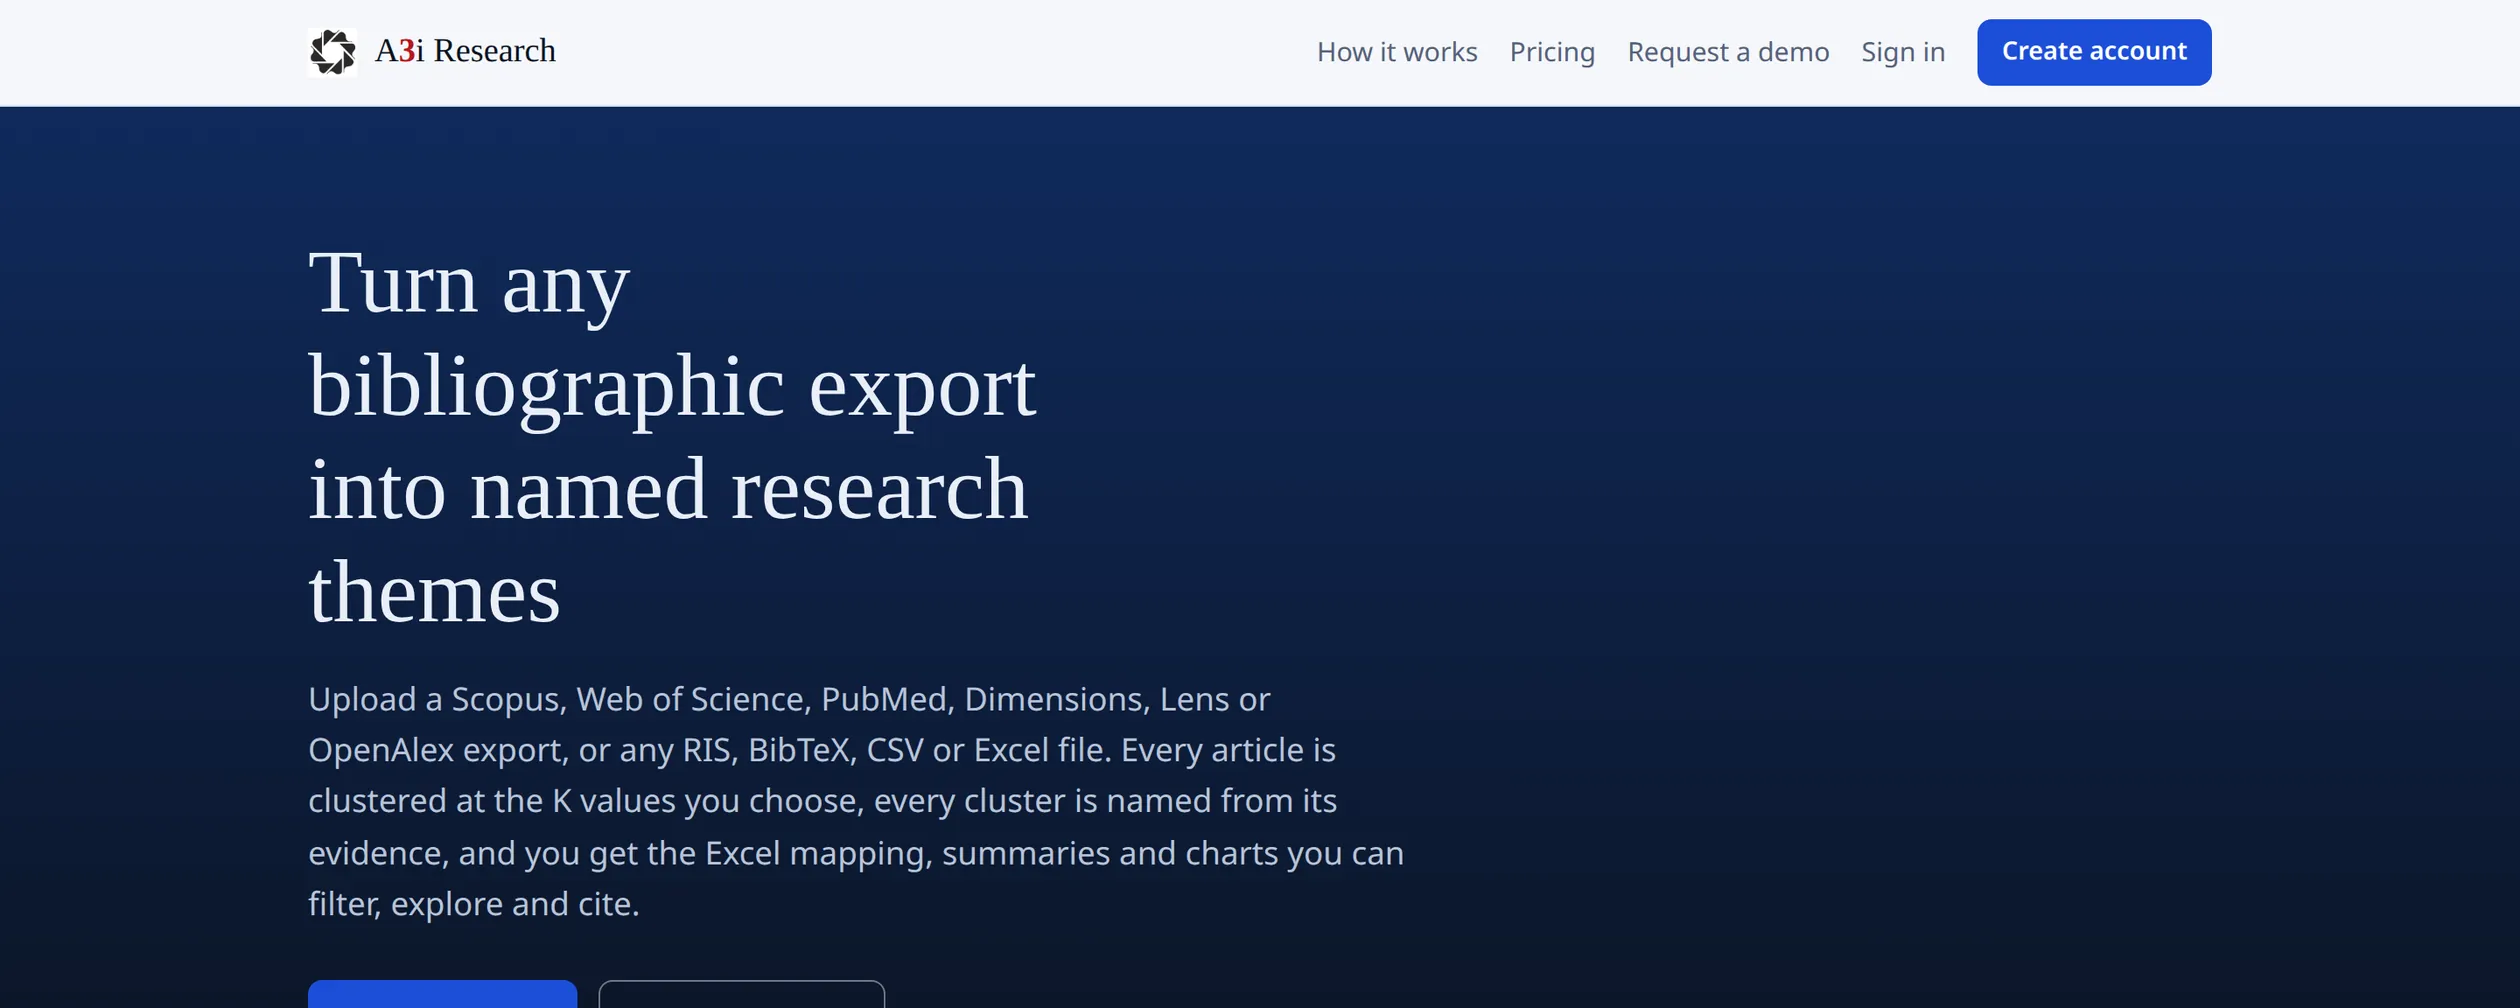 A3i Research
How it works
Pricing
Request a demo
Sign in
Create account
Turn any
bibliographic export
into named research
themes
Upload a Scopus, Web of Science, PubMed, Dimensions, Lens or
OpenAlex export, or any RIS, BibTeX, CSV or Excel file. Every article is
clustered at the K values you choose, every cluster is named from its
evidence, and you get the Excel mapping, summaries and charts you can
filter, explore and cite.